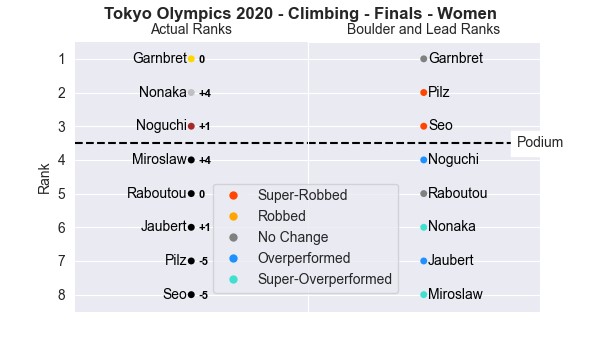 Tokyo Olympics 2020 - Climbing - Finals - Women
Actual Ranks
Boulder and Lead Ranks
Rank
1 Garnbret 0 Garnbret
2 Nonaka +4 Pilz
3 Noguchi +1 Seo
Podium
4 Miroslaw +4 Noguchi
5 Raboutou 0 Raboutou
6 Jaubert +1 Nonaka
7 Pilz -5 Jaubert
8 Seo -5 Miroslaw
Super-Robbed
Robbed
No Change
Overperformed
Super-Overperformed